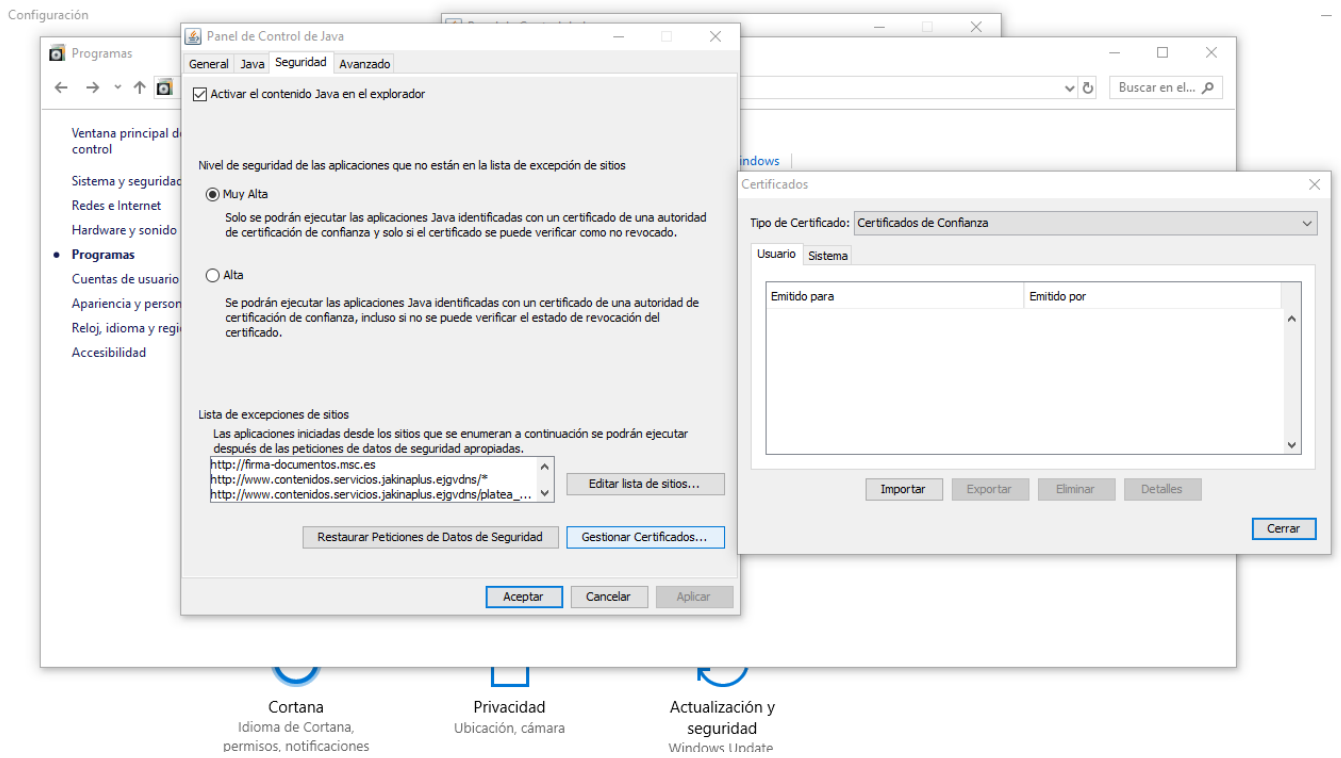 Configuración
Programas
Buscar en el...
Ventana principal d
control
Sistema y seguridad
Redes e Internet
Hardware y sonido
Programas
Cuentas de usuario
Apariencia y person
Reloj, idioma y regi
Accesibilidad
indows
Panel de Control de Java
General
Java
Seguridad
Avanzado
Activar el contenido Java en el explorador
Nivel de seguridad de las aplicaciones que no están en la lista de excepción de sitios
Muy Alta
Solo se podrán ejecutar las aplicaciones Java identificadas con un certificado de una autoridad
de certificación de confianza y solo si el certificado se puede verificar como no revocado.
Alta
Se podrán ejecutar las aplicaciones Java identificadas con un certificado de una autoridad de
certificación de confianza, incluso si no se puede verificar el estado de revocación del
certificado.
Lista de excepciones de sitios
Las aplicaciones iniciadas desde los sitios que se enumeran a continuación se podrán ejecutar
después de las peticiones de datos de seguridad apropiadas.
http://firma-documentos.msc.es
http://www.contenidos.servicios.jakinaplus.ejgvdns/*
http://www.contenidos.servicios.jakinaplus.ejgvdns/platea_...
Editar lista de sitios...
Restaurar Peticiones de Datos de Seguridad
Gestionar Certificados...
Aceptar
Cancelar
Aplicar
Certificados
Tipo de Certificado:
Certificados de Confianza
Usuario
Sistema
Emitido para
Emitido por
Importar
Exportar
Eliminar
Detalles
Cerrar
Cortana
Idioma de Cortana,
permisos, notificaciones
Privacidad
Ubicación, cámara
Actualización y
seguridad
Windows Update